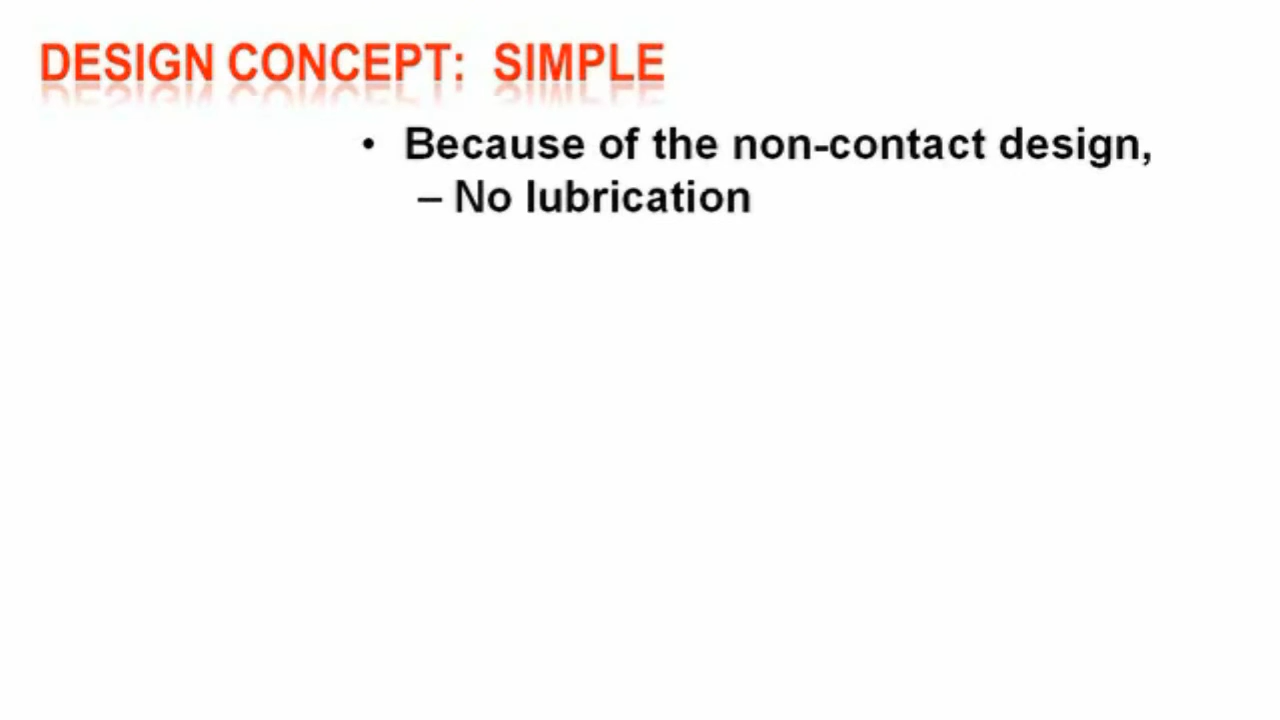 DESIGN CONCEPT: SIMPLE
• Because of the non-contact design,
– No lubrication